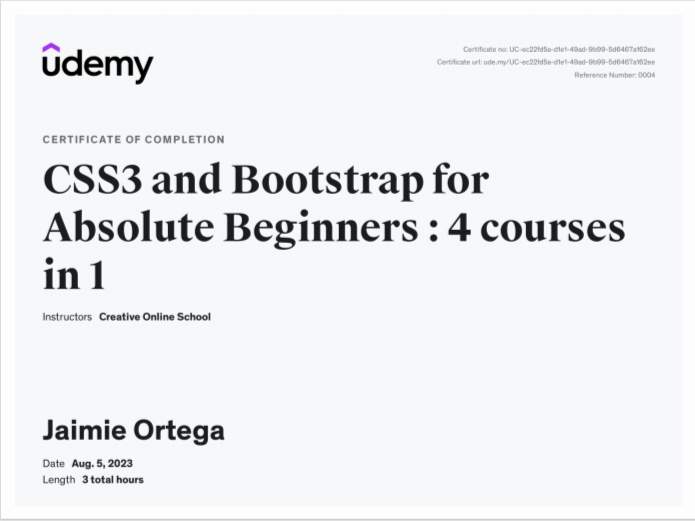 udemy
Certificate no: UC-ec22fd5a-d1e1-49ad-9b99-5d6467a162ee
Certificate url: ude.my/UC-ec22fd5a-d1e1-49ad-9b99-5d6467a162ee
Reference Number: 0004
CERTIFICATE OF COMPLETION
CSS3 and Bootstrap for
Absolute Beginners : 4 courses
in 1
Instructors Creative Online School
Jaimie Ortega
Date Aug. 5, 2023
Length 3 total hours